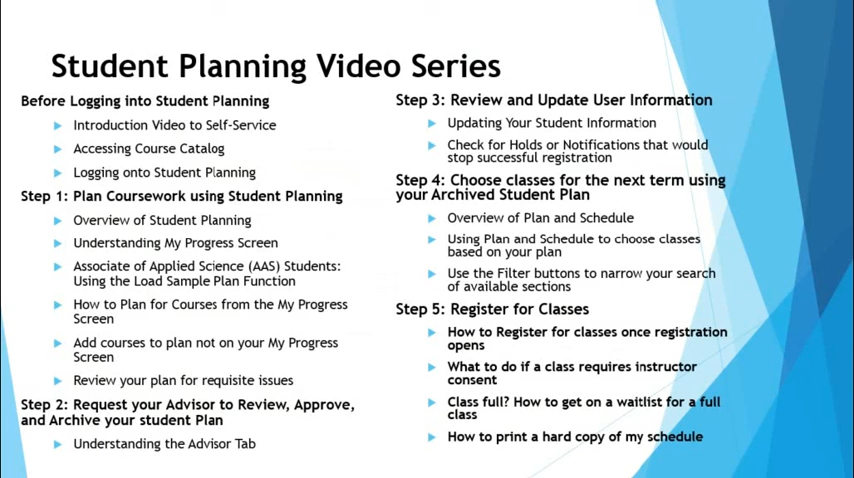 Student Planning Video Series
Before Logging into Student Planning
Introduction Video to Self-Service
Accessing Course Catalog
Logging onto Student Planning
Step 1: Plan Coursework using Student Planning
Overview of Student Planning
Understanding My Progress Screen
Associate of Applied Science (AAS) Students:
Using the Load Sample Plan Function
How to Plan for Courses from the My Progress
Screen
Add courses to plan not on your My Progress
Screen
Review your plan for requisite issues
Step 2: Request your Advisor to Review, Approve,
and Archive your student Plan
Understanding the Advisor Tab
Step 3: Review and Update User Information
Updating Your Student Information
Check for Holds or Notifications that would
stop successful registration
Step 4: Choose classes for the next term using
your Archived Student Plan
Overview of Plan and Schedule
Using Plan and Schedule to choose classes
based on your plan
Use the Filter buttons to narrow your search
of available sections
Step 5: Register for Classes
How to Register for classes once registration
opens
What to do if a class requires instructor
consent
Class full? How to get on a waitlist for a full
class
How to print a hard copy of my schedule